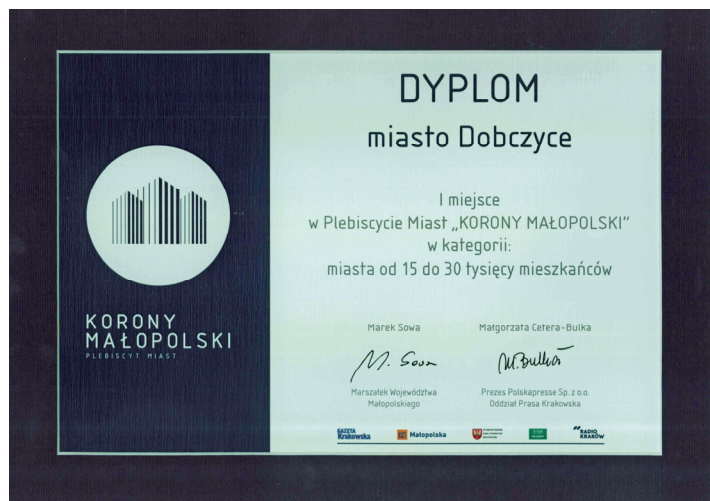 DYPLOM
miasto Dobczyce
I miejsce
w Plebiscycie Miast „KORONY MAŁOPOLSKI"
w kategorii:
miasta od 15 do 30 tysięcy mieszkańców
KORONY
MAŁOPOLSKI
PLEBISCYT MIAST
Marek Sowa
Małgorzata Cetera-Bulka
M. Sowa
M.Bulka
Marszałek Województwa
Małopolskiego
Prezes Polskapresse Sp. z o.o.
Oddział Prasa Krakowska
GAZETA
Krakowska
Małopolska
RADIO
KRAKÓW